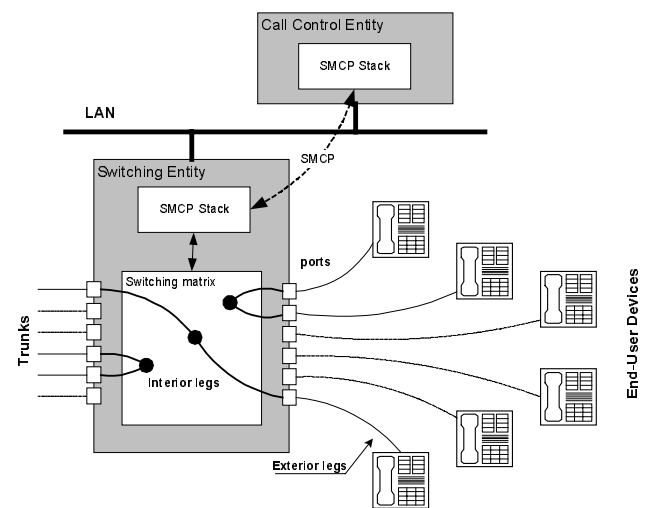 Call Control Entity
SMCP Stack
LAN
SMCP
Switching Entity
SMCP Stack
ports
Switching matrix
Interior legs
Trunks
End-User Devices
Exterior legs